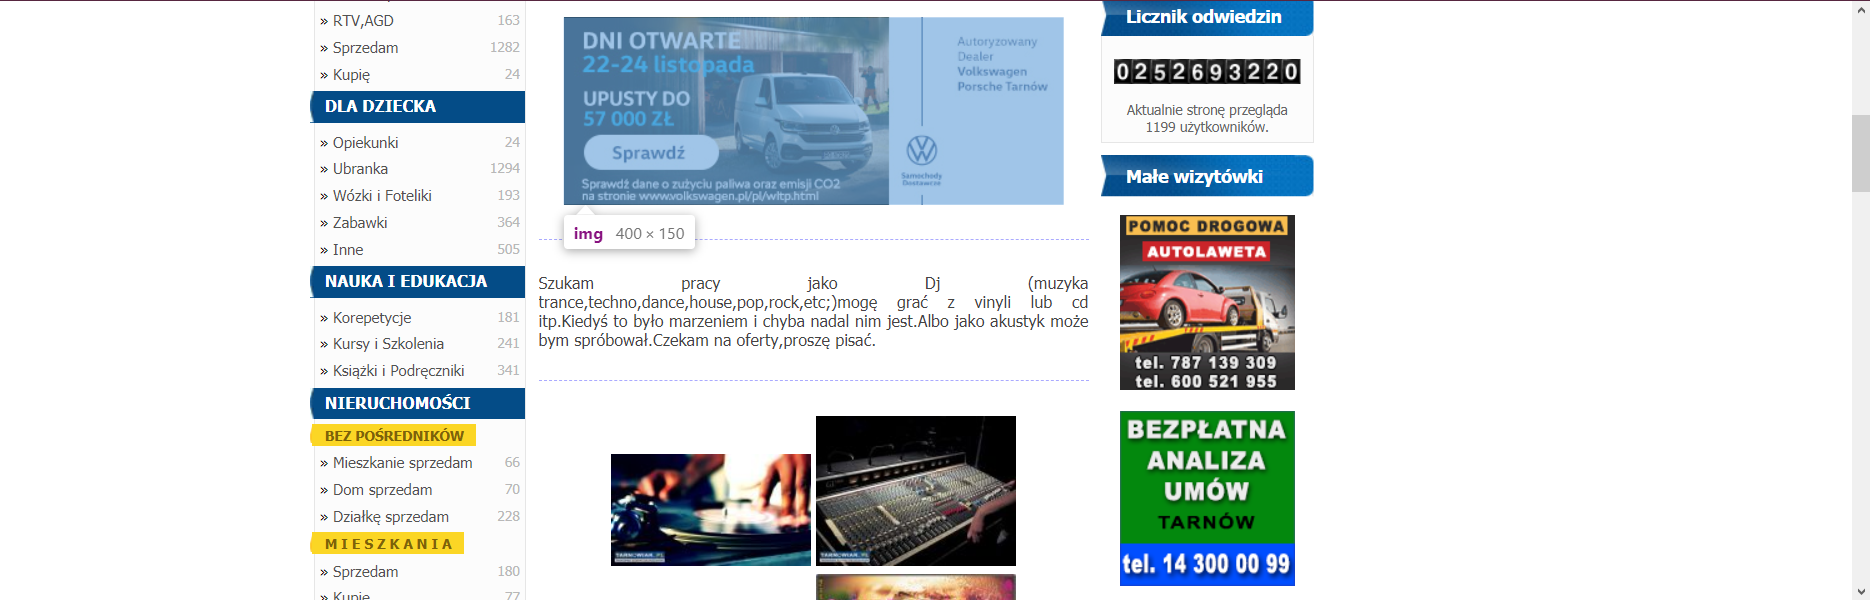 » RTV,AGD 163
» Sprzedam 1282
» Kupię 24
DLA DZIECKA
» Opiekunki 24
» Ubranka 1294
» Wózki i Foteliki 193
» Zabawki 364
» Inne 505
NAUKA I EDUKACJA
» Korepetycje 181
» Kursy i Szkolenia 241
» Książki i Podręczniki 341
NIERUCHOMOŚCI
BEZ POŚREDNIKÓW
» Mieszkanie sprzedam 66
» Dom sprzedam 70
» Działkę sprzedam 228
MIESZKANIA
» Sprzedam 180
» Kupię 77
DNI OTWARTE
22-24 listopada
UPUSTY DO
57 000 ZŁ
Sprawdź
Sprawdź dane o zużyciu paliwa oraz emisji CO2
na stronie www.volkswagen.pl/pl/wltp.html
Autoryzowany
Dealer
Volkswagen
Porsche Tarnów
Samochody
Dostawcze
img 400 × 150
Szukam pracy jako Dj (muzyka
trance,techno,dance,house,pop,rock,etc;)mogę grać z vinyli lub cd
itp.Kiedyś to było marzeniem i chyba nadal nim jest.Albo jako akustyk może
bym spróbował.Czekam na oferty,proszę pisać.
TARNOWIAK.PL
TARNOWIAK.PL
Licznik odwiedzin
0252693220
Aktualnie stronę przegląda
1199 użytkowników.
Małe wizytówki
POMOC DROGOWA
AUTOLAWETA
tel. 787 139 309
tel. 600 521 955
BEZPŁATNA
ANALIZA
UMÓW
TARNÓW
tel. 14 300 00 99